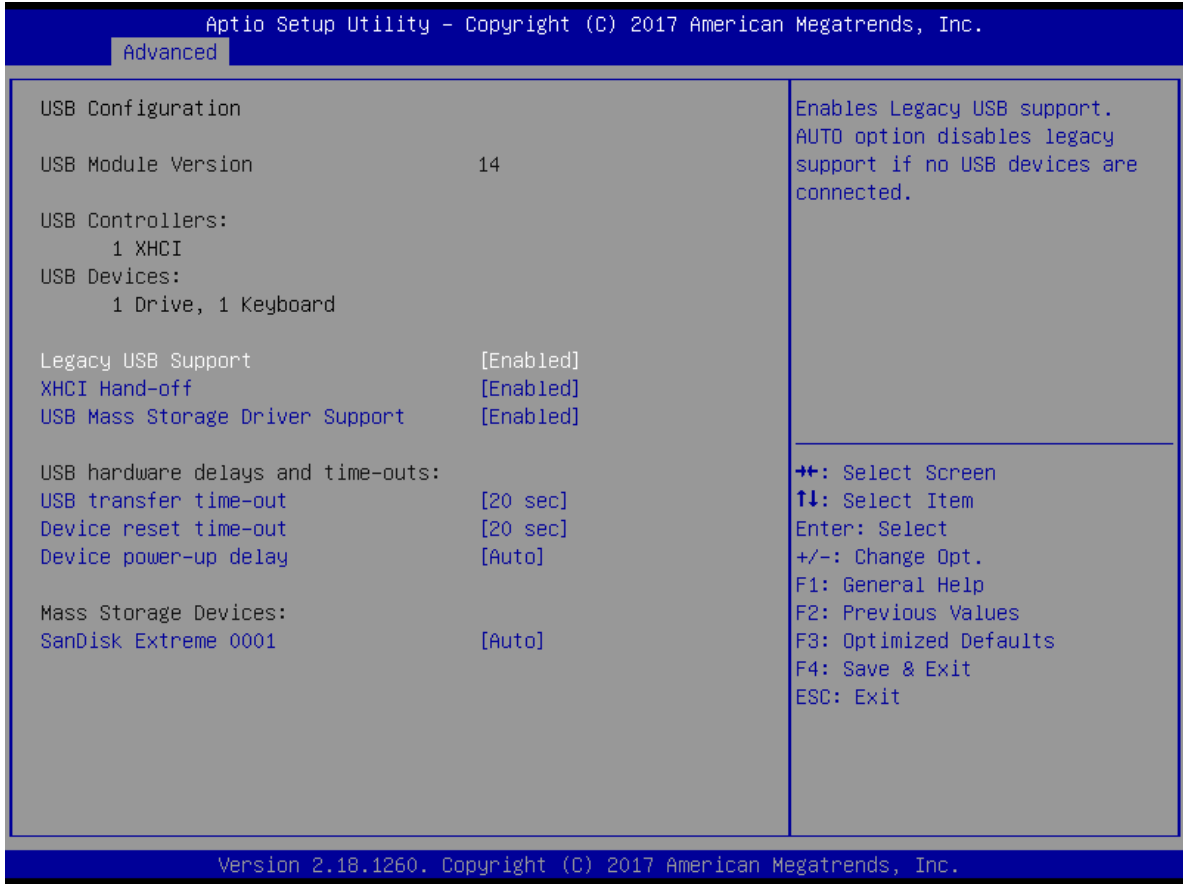 Aptio Setup Utility – Copyright (C) 2017 American Megatrends, Inc.
Advanced
USB Configuration
USB Module Version 14
USB Controllers:
1 XHCI
USB Devices:
1 Drive, 1 Keyboard
Legacy USB Support [Enabled]
XHCI Hand-off [Enabled]
USB Mass Storage Driver Support [Enabled]
USB hardware delays and time-outs:
USB transfer time-out [20 sec]
Device reset time-out [20 sec]
Device power-up delay [Auto]
Mass Storage Devices:
SanDisk Extreme 0001 [Auto]
Enables Legacy USB support.
AUTO option disables legacy
support if no USB devices are
connected.
→←: Select Screen
↑↓: Select Item
Enter: Select
+/-: Change Opt.
F1: General Help
F2: Previous Values
F3: Optimized Defaults
F4: Save & Exit
ESC: Exit
Version 2.18.1260. Copyright (C) 2017 American Megatrends, Inc.